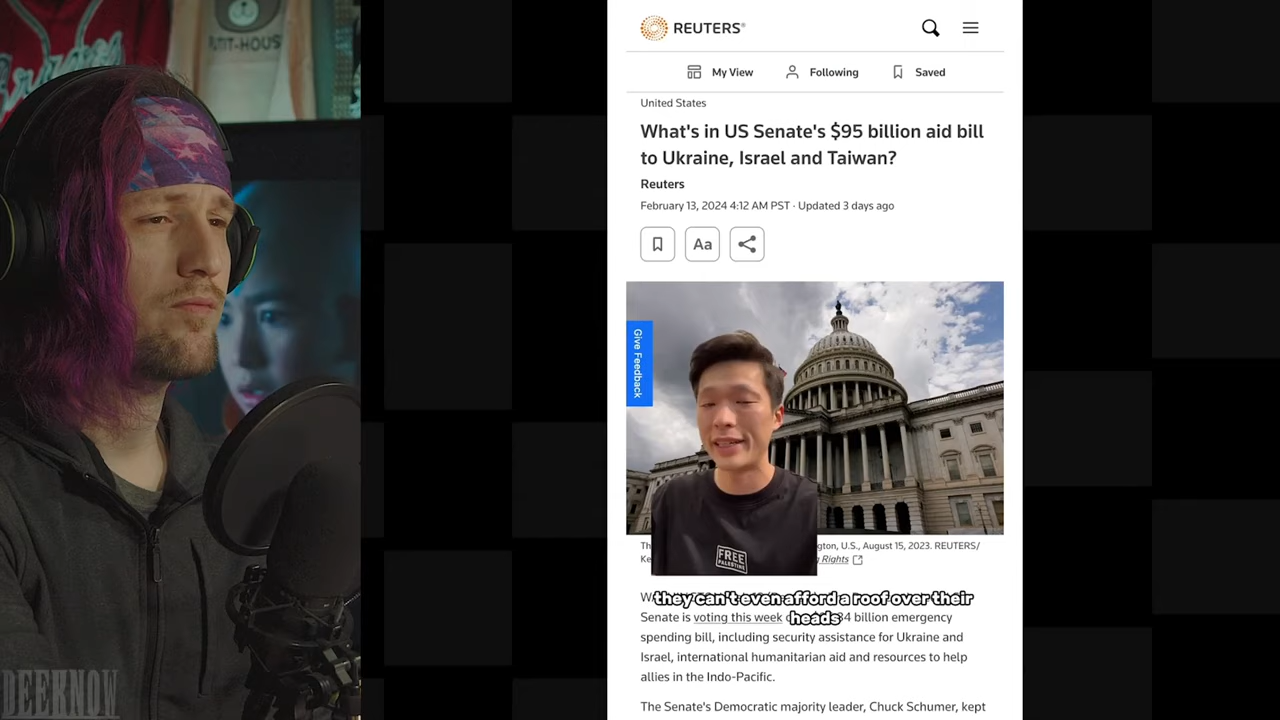 REUTERS®
My View
Following
Saved
United States
What's in US Senate's $95 billion aid bill
to Ukraine, Israel and Taiwan?
Reuters
February 13, 2024 4:12 AM PST · Updated 3 days ago
Aa
Give Feedback
FREE
PALESTINE
Th gton, U.S., August 15, 2023. REUTERS/
Ke Rights
they can't even afford a roof over their
heads
Senate is voting this week 34 billion emergency
spending bill, including security assistance for Ukraine and
Israel, international humanitarian aid and resources to help
allies in the Indo-Pacific.
The Senate's Democratic majority leader, Chuck Schumer, kept
DEEKNOW